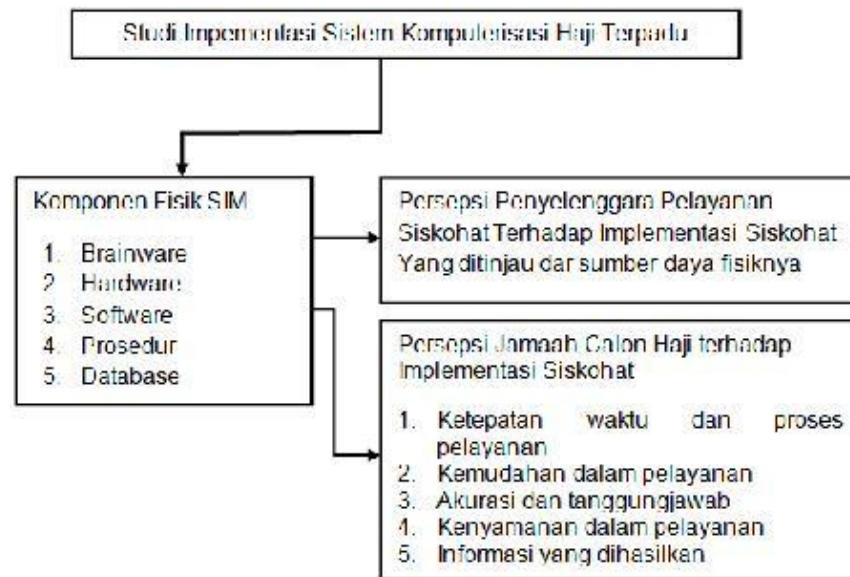 Studi Impementasi Sistem Komputerisasi Haji Terpadu
Komponen Fisik SIM
1. Brainware
2. Hardware
3. Software
4. Prosedur
5. Database
Persepsi Penyelenggara Pelayanan
Siskohat Terhadap Implementasi Siskohat
Yang ditinjau dar sumber daya fisiknya
Persepsi Jamaah Calon Haji terhadap
Implementasi Siskohat
1. Ketepatan waktu dan proses
pelayanan
2. Kemudahan dalam pelayanan
3. Akurasi dan tanggungjawab
4. Kenyamanan dalam pelayanan
5. Informasi yang dihasilkan